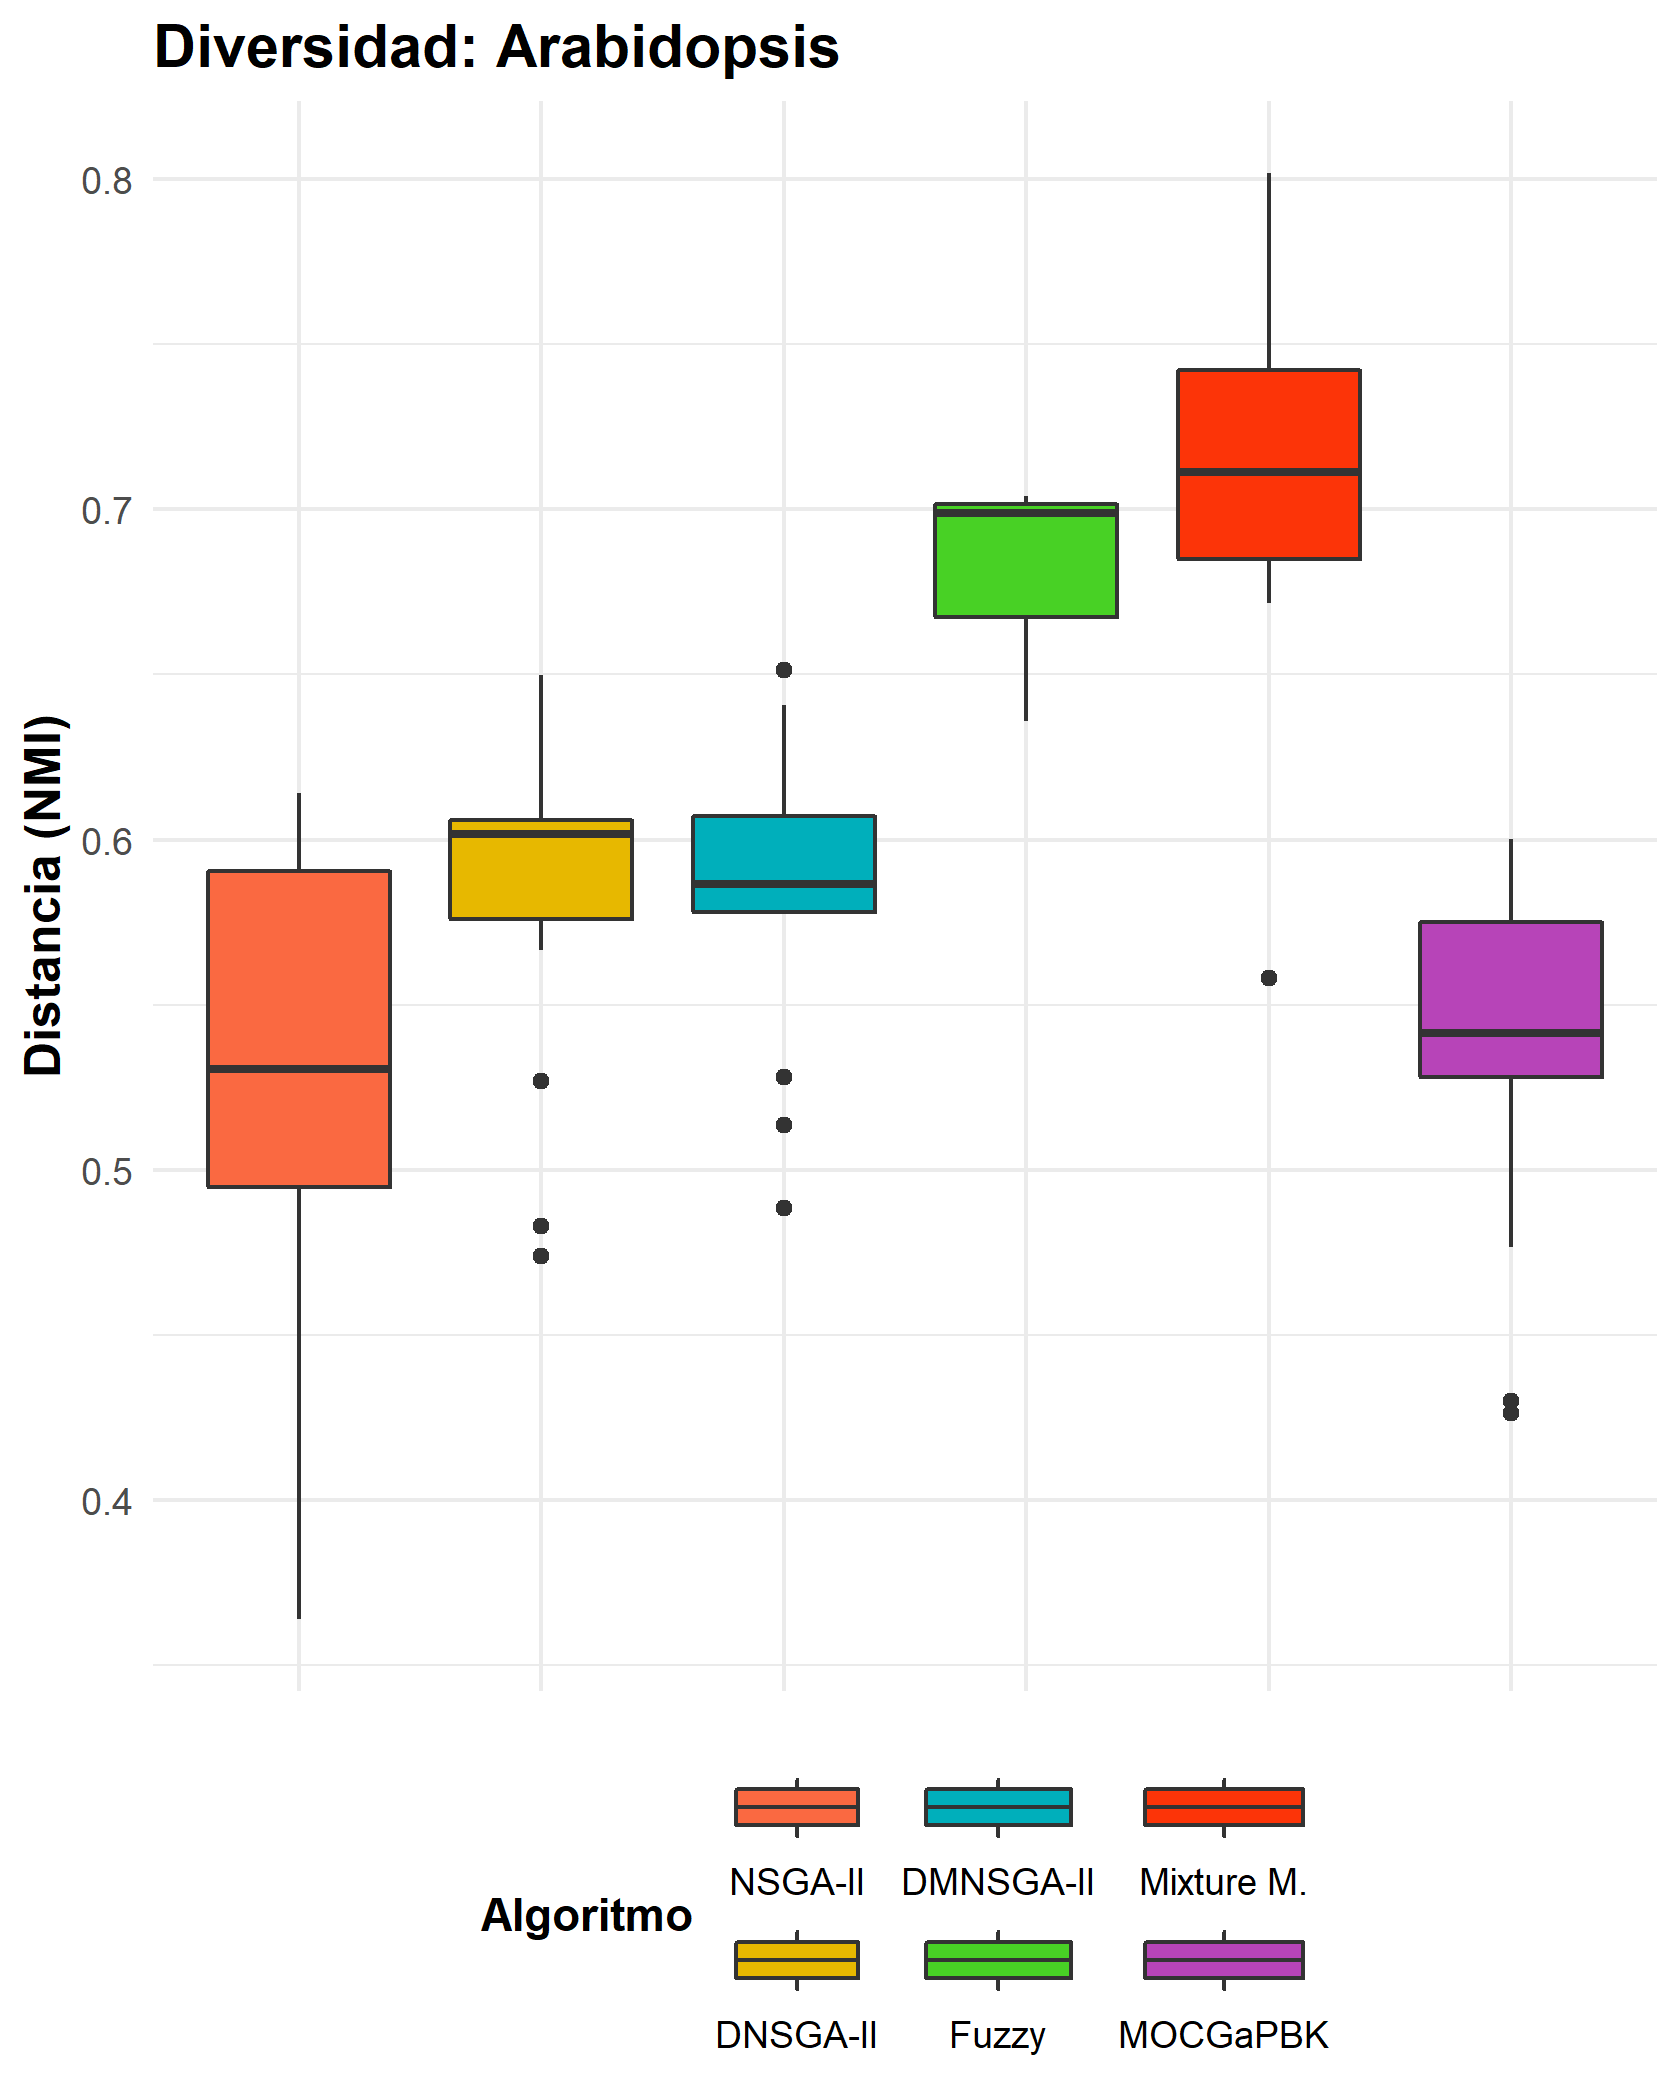 Diversidad: Arabidopsis
Distancia (NMI)
0.8
0.7
0.6
0.5
0.4
Algoritmo
NSGA-II
DMNSGA-II
Mixture M.
DNSGA-II
Fuzzy
MOCGaPBK